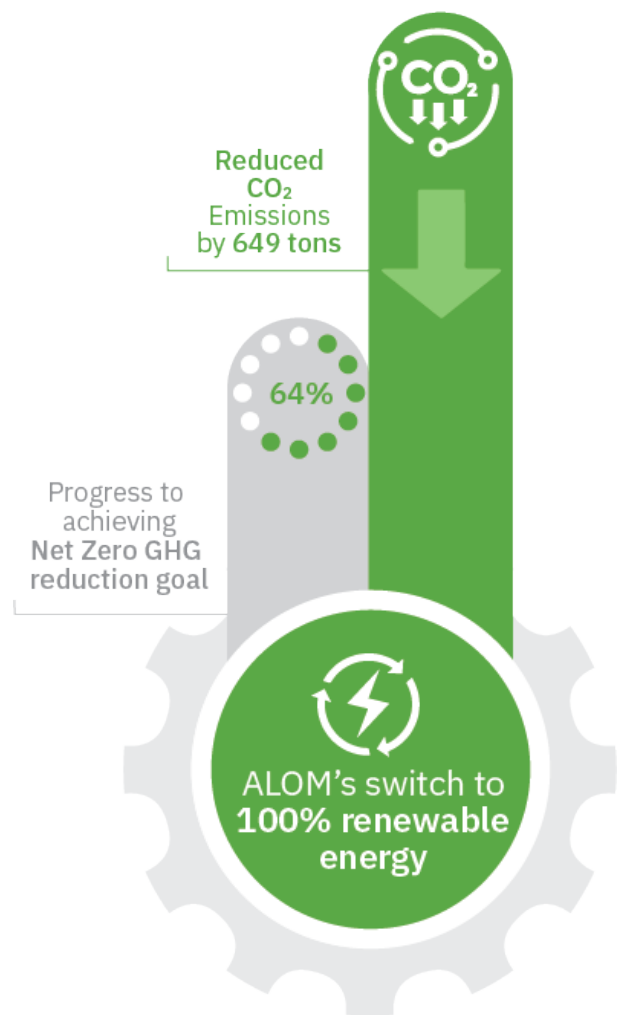 CO₂
Reduced
CO₂
Emissions
by 649 tons
64%
Progress to
achieving
Net Zero GHG
reduction goal
ALOM’s switch to
100% renewable
energy